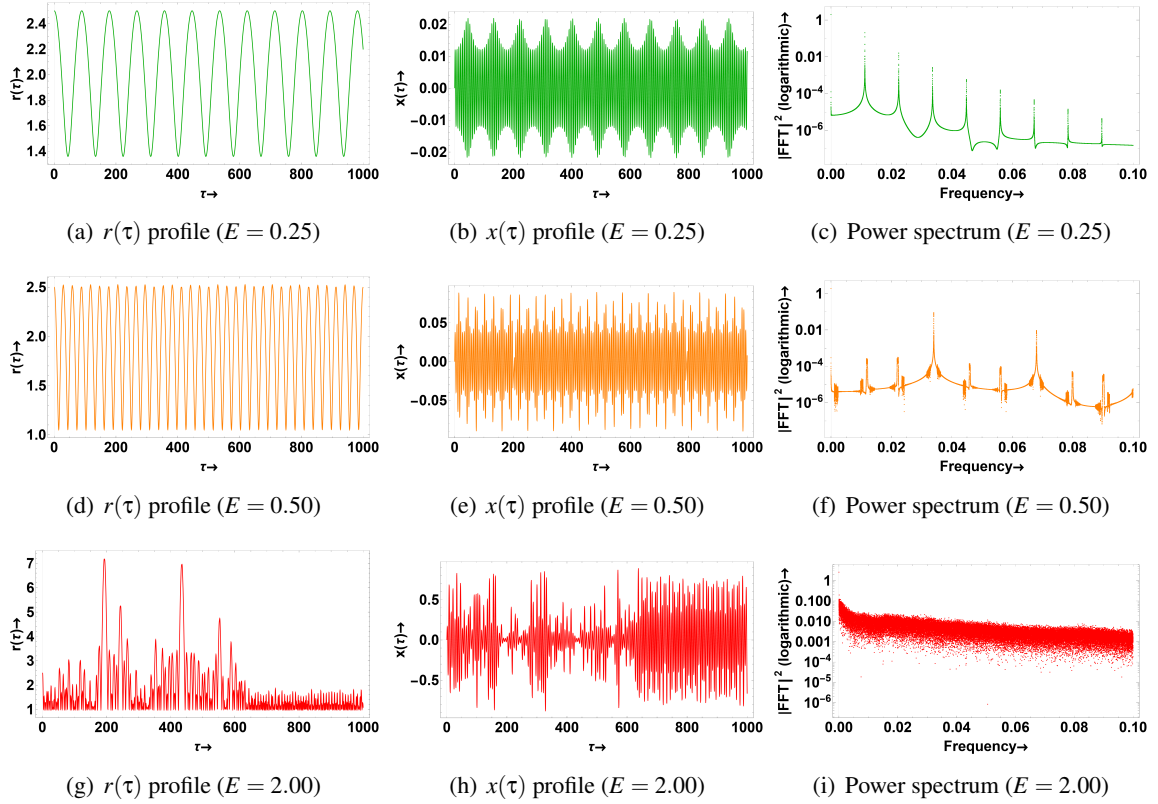 2.5
2.0
1.8
1.6
1.4
r(τ)→
0 200 400 600 800 1000
τ→
(a) r(τ) profile (E = 0.25)
0.02
0.01
0.00
−0.01
−0.02
x(τ)→
0 200 400 600 800 1000
τ→
(b) x(τ) profile (E = 0.25)
1
0.01
10⁻⁴
10⁻⁶
|FFT|² (logarithmic)→
0.00 0.02 0.04 0.06 0.08 0.10
Frequency→
(c) Power spectrum (E = 0.25)
2.5
2.0
1.5
1.0
r(τ)→
0 200 400 600 800 1000
τ→
(d) r(τ) profile (E = 0.50)
0.05
0.00
−0.05
x(τ)→
0 200 400 600 800 1000
τ→
(e) x(τ) profile (E = 0.50)
1
0.01
10⁻⁴
10⁻⁶
|FFT|² (logarithmic)→
0.00 0.02 0.04 0.06 0.08 0.10
Frequency→
(f) Power spectrum (E = 0.50)
7
6
5
4
3
2
1
r(τ)→
0 200 400 600 800 1000
τ→
(g) r(τ) profile (E = 2.00)
0.5
0.0
−0.5
x(τ)→
0 200 400 600 800 1000
τ→
(h) x(τ) profile (E = 2.00)
1
0.100
0.010
0.001
10⁻⁴
10⁻⁵
10⁻⁶
|FFT|² (logarithmic)→
0.00 0.02 0.04 0.06 0.08 0.10
Frequency→
(i) Power spectrum (E = 2.00)